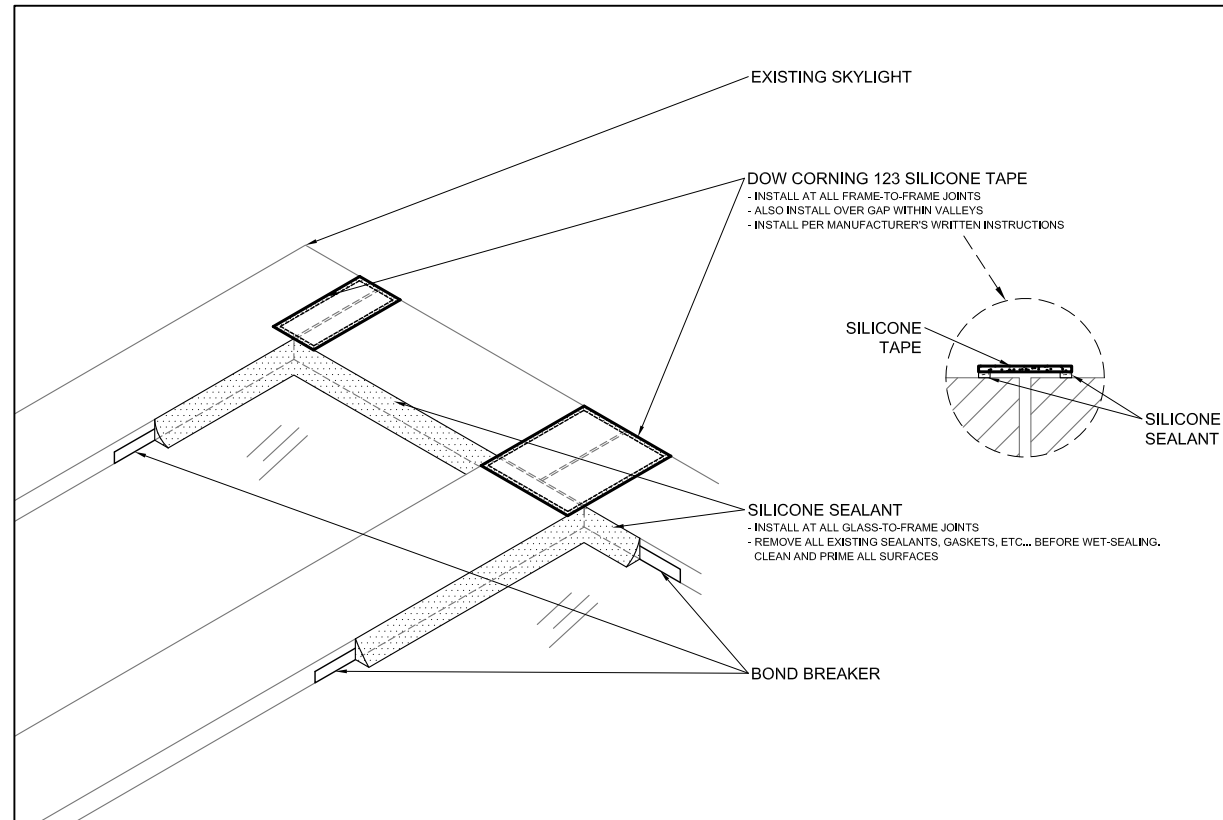 EXISTING SKYLIGHT
DOW CORNING 123 SILICONE TAPE
- INSTALL AT ALL FRAME-TO-FRAME JOINTS
- ALSO INSTALL OVER GAP WITHIN VALLEYS
- INSTALL PER MANUFACTURER'S WRITTEN INSTRUCTIONS
SILICONE
TAPE
SILICONE
SEALANT
SILICONE SEALANT
- INSTALL AT ALL GLASS-TO-FRAME JOINTS
- REMOVE ALL EXISTING SEALANTS, GASKETS, ETC... BEFORE WET-SEALING.
CLEAN AND PRIME ALL SURFACES
BOND BREAKER